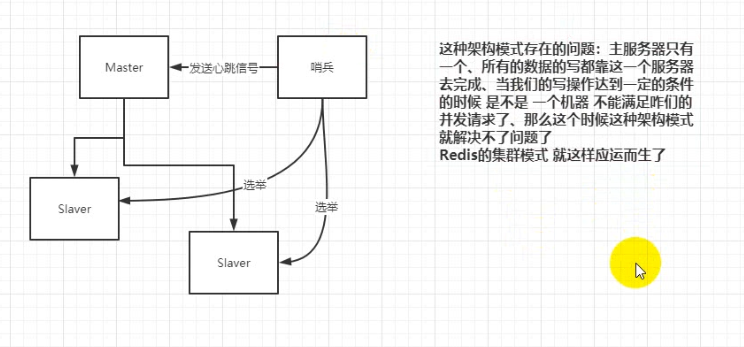 Master
发送心跳信号
哨兵
Slaver
选举
选举
Slaver
这种架构模式存在的问题：主服务器只有
一个、所有的数据的写都靠这一个服务器
去完成、当我们的写操作达到一定的条件
的时候 是不是 一个机器 不能满足咱们的
并发请求了、那么这个时候这种架构模式
就解决不了问题了
Redis的集群模式 就这样应运而生了